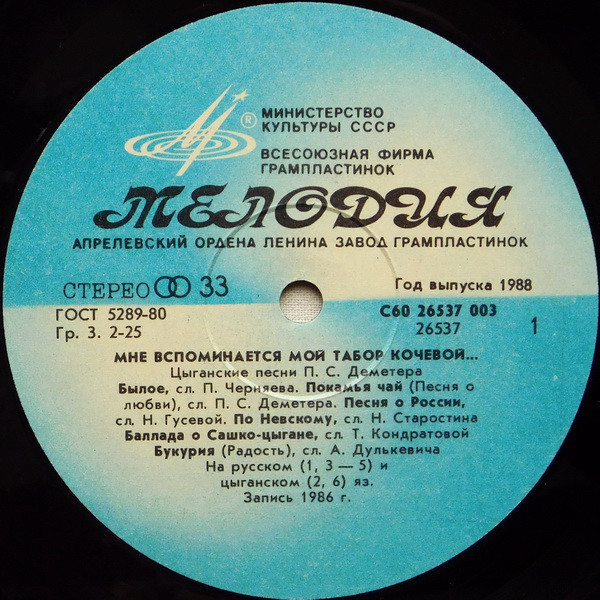 ®
МИНИСТЕРСТВО
КУЛЬТУРЫ СССР
ВСЕСОЮЗНАЯ ФИРМА
ГРАМПЛАСТИНОК
МЕЛОДИЯ
АПРЕЛЕВСКИЙ ОРДЕНА ЛЕНИНА ЗАВОД ГРАМПЛАСТИНОК
СТЕРЕО 33
Год выпуска 1988
ГОСТ 5289-80
С60 26537 003
Гр. 3. 2-25
26537
1
МНЕ ВСПОМИНАЕТСЯ МОЙ ТАБОР КОЧЕВОЙ...
Цыганские песни П. С. Деметера
Былое, сл. П. Черняева. Покамья чай (Песня о
любви), сл. П. С. Деметера. Песня о России,
сл. Н. Гусевой. По Невскому, сл. Н. Старостина
Баллада о Сашко-цыгане, сл. Т. Кондратовой
Букурия (Радость), сл. А. Дулькевича
На русском (1, 3 — 5) и
цыганском (2, 6) яз.
Запись 1986 г.